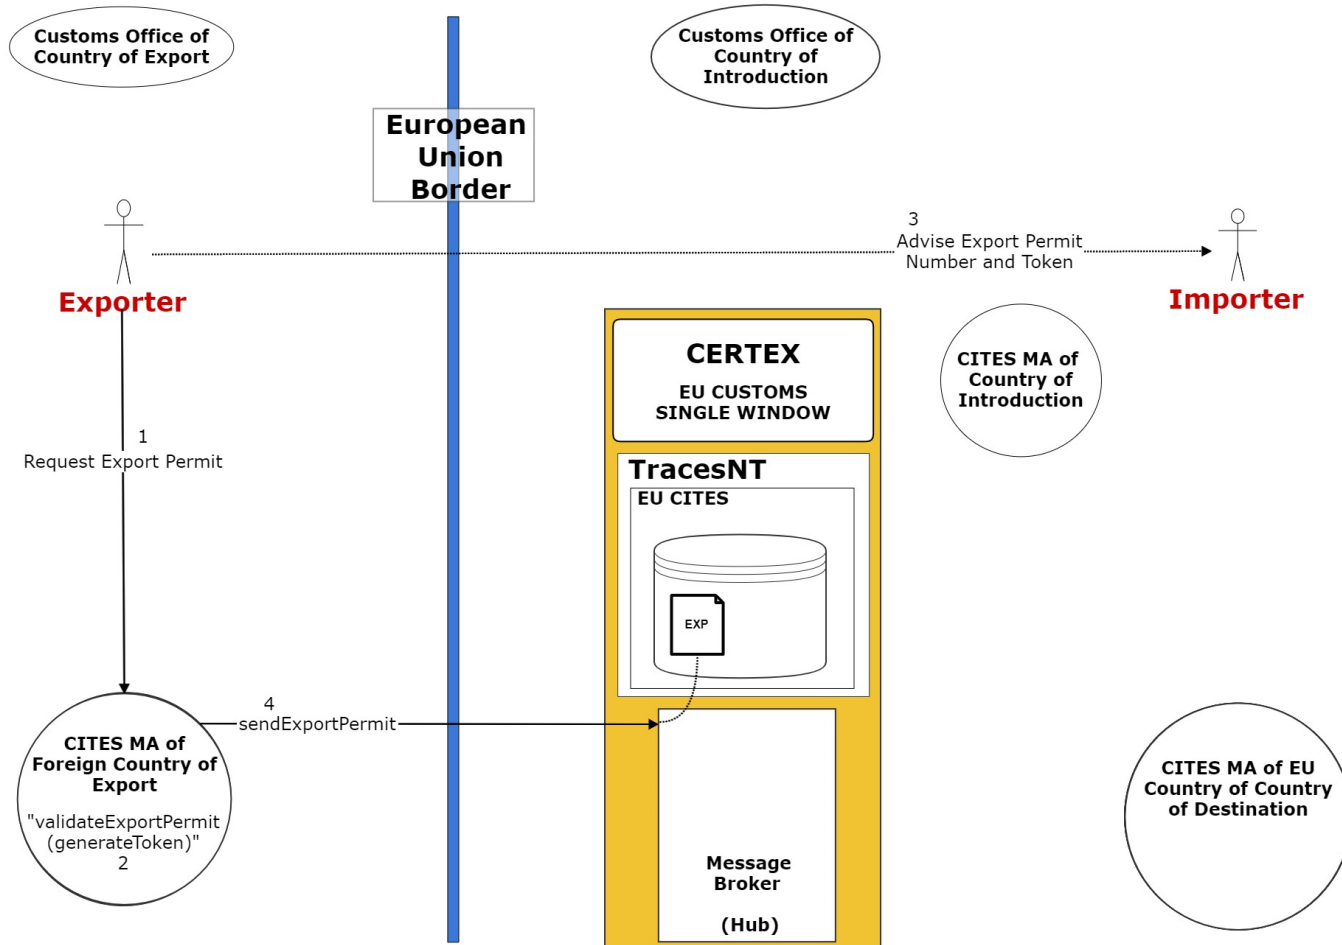 Customs Office of
Country of Export
Customs Office of
Country of
Introduction
European
Union
Border
3
Advise Export Permit
Number and Token
Exporter
Importer
CERTEX
EU CUSTOMS
SINGLE WINDOW
CITES MA of
Country of
Introduction
1
Request Export Permit
TracesNT
EU CITES
EXP
4
sendExportPermit
CITES MA of
Foreign Country of
Export
"validateExportPermit
(generateToken)"
2
Message
Broker
(Hub)
CITES MA of EU
Country of Country
of Destination